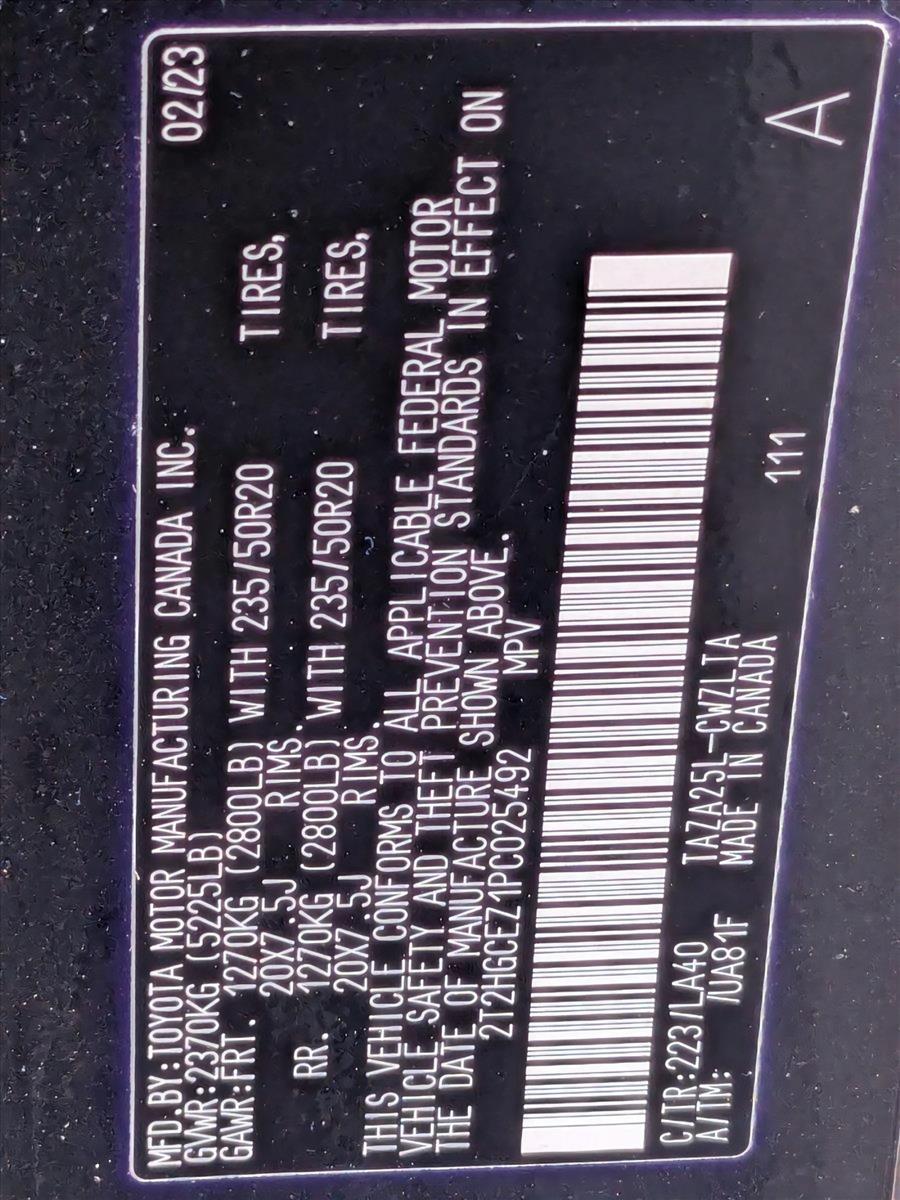 MFD.BY:TOYOTA MOTOR MANUFACTURING CANADA INC. 02/23
GVWR:2370KG (5225LB)
GAWR:FRT. 1270KG (2800LB) WITH 235/50R20 TIRES,
20X7.5J RIMS.
RR. 1270KG (2800LB) WITH 235/50R20 TIRES,
20X7.5J RIMS.
THIS VEHICLE CONFORMS TO ALL APPLICABLE FEDERAL MOTOR
VEHICLE SAFETY AND THEFT PREVENTION STANDARDS IN EFFECT ON
THE DATE OF MANUFACTURE SHOWN ABOVE.
2T2HGCEZ1PC025492 MPV
C/TR:223/LA40 TAZA25L-CWZLTA 111 A
A/TM: /UA81F MADE IN CANADA